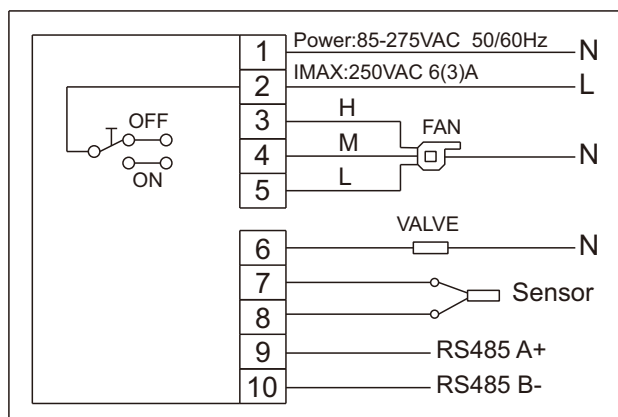 1 Power:85-275VAC 50/60Hz N
2 IMAX:250VAC 6(3)A L
3 H
OFF FAN
4 M N
ON
5 L
VALVE
6 N
7
Sensor
8
9 RS485 A+
10 RS485 B-